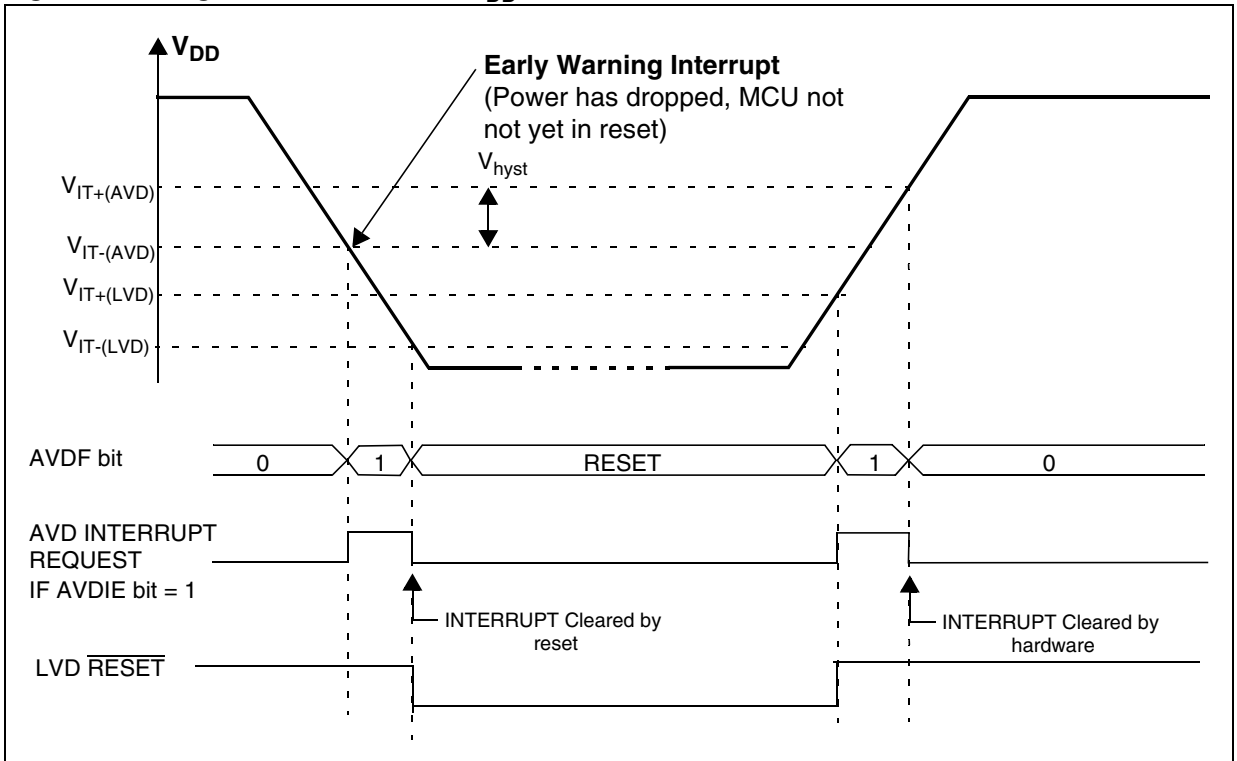 V_DD
Early Warning Interrupt
(Power has dropped, MCU not
not yet in reset)
V_hyst
V_IT+(AVD)
V_IT-(AVD)
V_IT+(LVD)
V_IT-(LVD)
AVDF bit
0
1
RESET
1
0
AVD INTERRUPT
REQUEST
IF AVDIE bit = 1
INTERRUPT Cleared by
reset
INTERRUPT Cleared by
hardware
LVD RESET